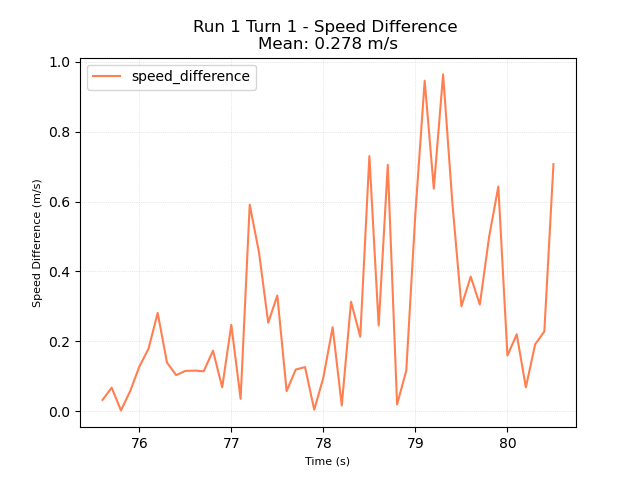 Run 1 Turn 1 - Speed Difference
Mean: 0.278 m/s
speed_difference
1.0
0.8
0.6
0.4
0.2
0.0
Speed Difference (m/s)
76 77 78 79 80
Time (s)